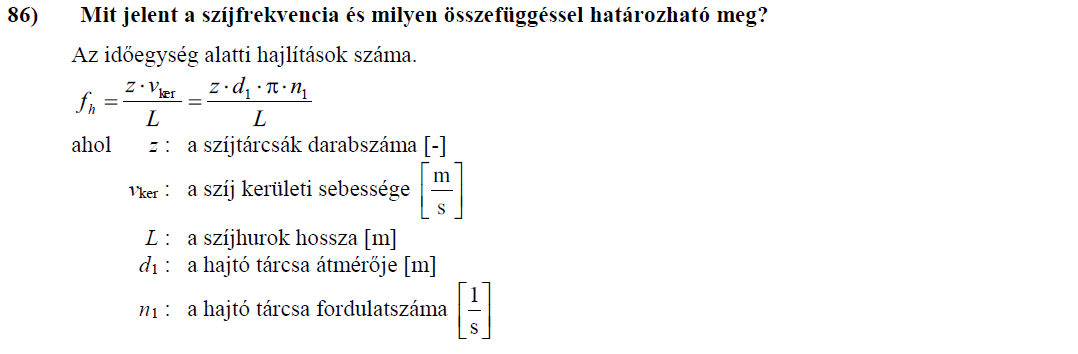 86) Mit jelent a szíjfrekvencia és milyen összefüggéssel határozható meg?
Az időegység alatti hajlítások száma.
f_h = \frac{z \cdot v_{ker}}{L} = \frac{z \cdot d_1 \cdot \pi \cdot n_1}{L}
ahol z : a szíjtárcsák darabszáma [-]
v_{ker} : a szíj kerületi sebessége \left[\frac{m}{s}\right]
L : a szíjhurok hossza [m]
d_1 : a hajtó tárcsa átmérője [m]
n_1 : a hajtó tárcsa fordulatszáma \left[\frac{1}{s}\right]